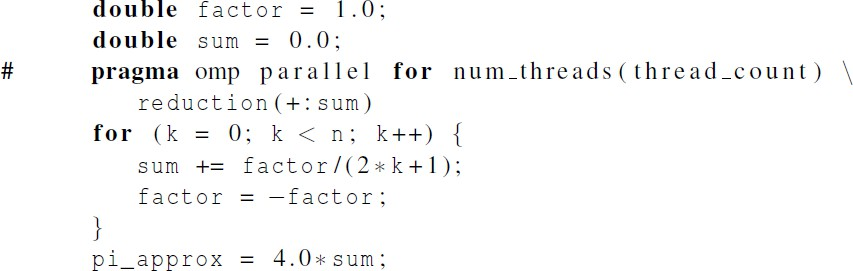 double factor = 1.0;
double sum = 0.0;
# pragma omp parallel for num_threads(thread_count) \
reduction(+:sum)
for (k = 0; k < n; k++) {
sum += factor/(2*k+1);
factor = -factor;
}
pi_approx = 4.0*sum;